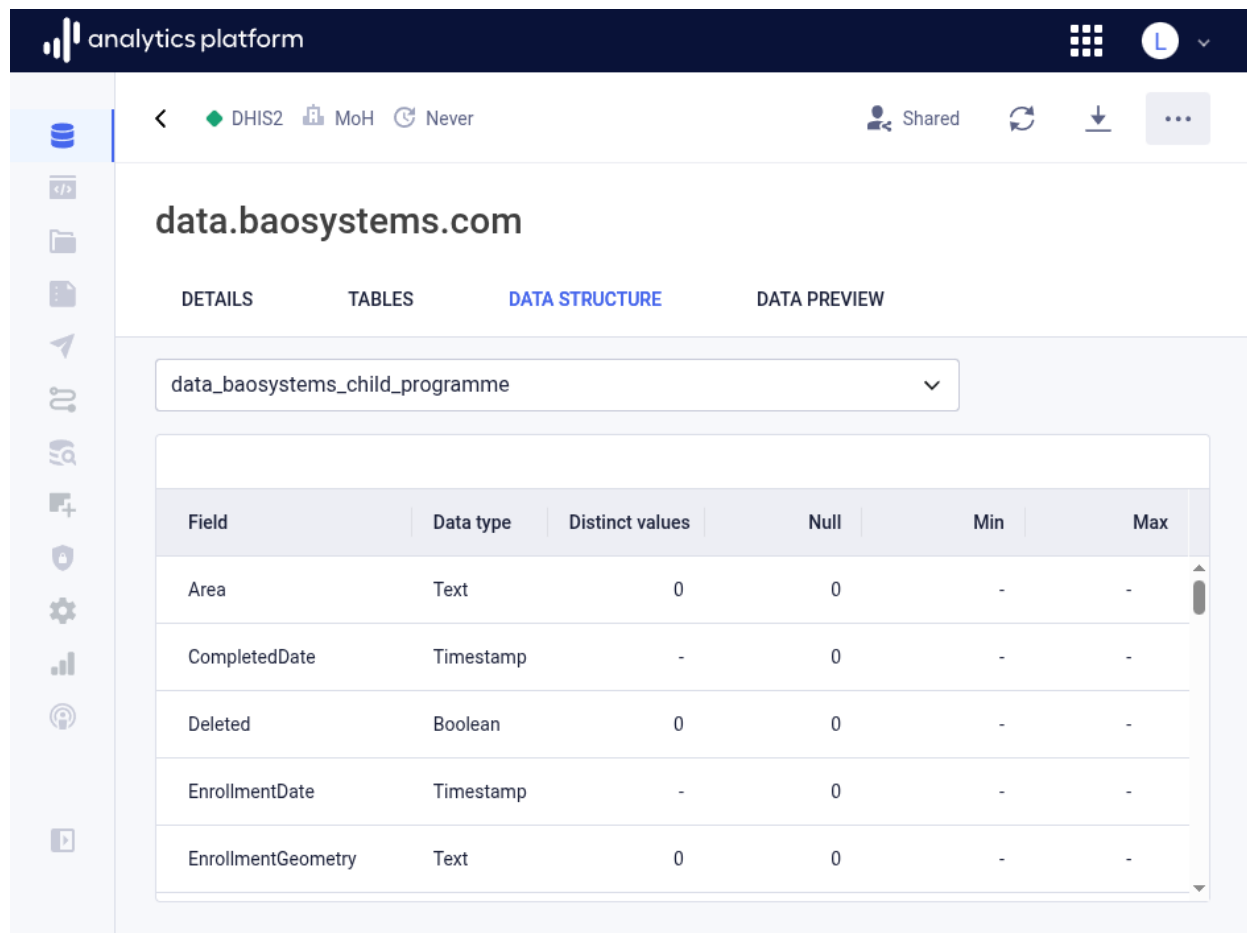 analytics platform
L
DHIS2 MoH Never Shared
data.baosystems.com
DETAILS TABLES DATA STRUCTURE DATA PREVIEW
data_baosystems_child_programme
Field Data type Distinct values Null Min Max
Area Text 0 0 - -
CompletedDate Timestamp - 0 - -
Deleted Boolean 0 0 - -
EnrollmentDate Timestamp - 0 - -
EnrollmentGeometry Text 0 0 - -